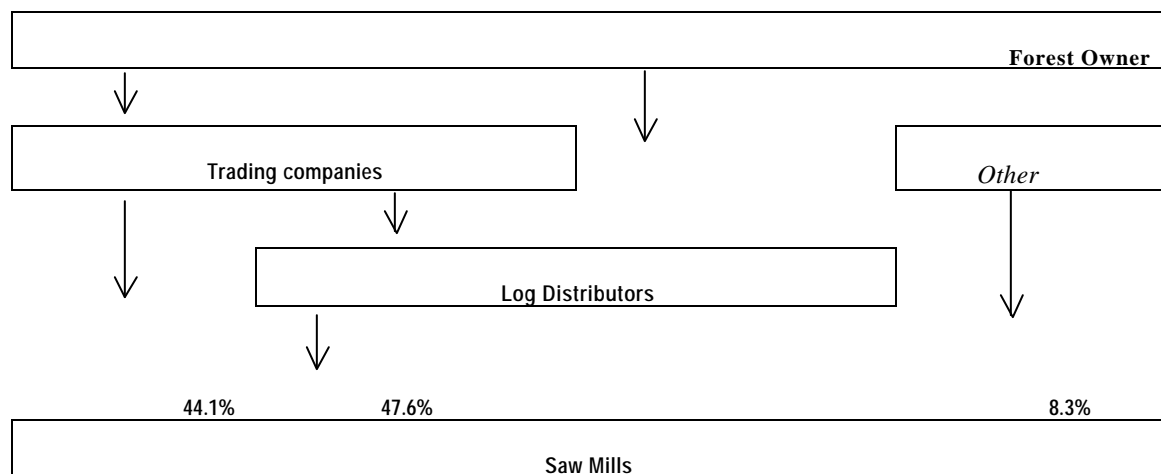 Forest Owner
Trading companies
Other
Log Distributors
44.1% 47.6% 8.3%
Saw Mills